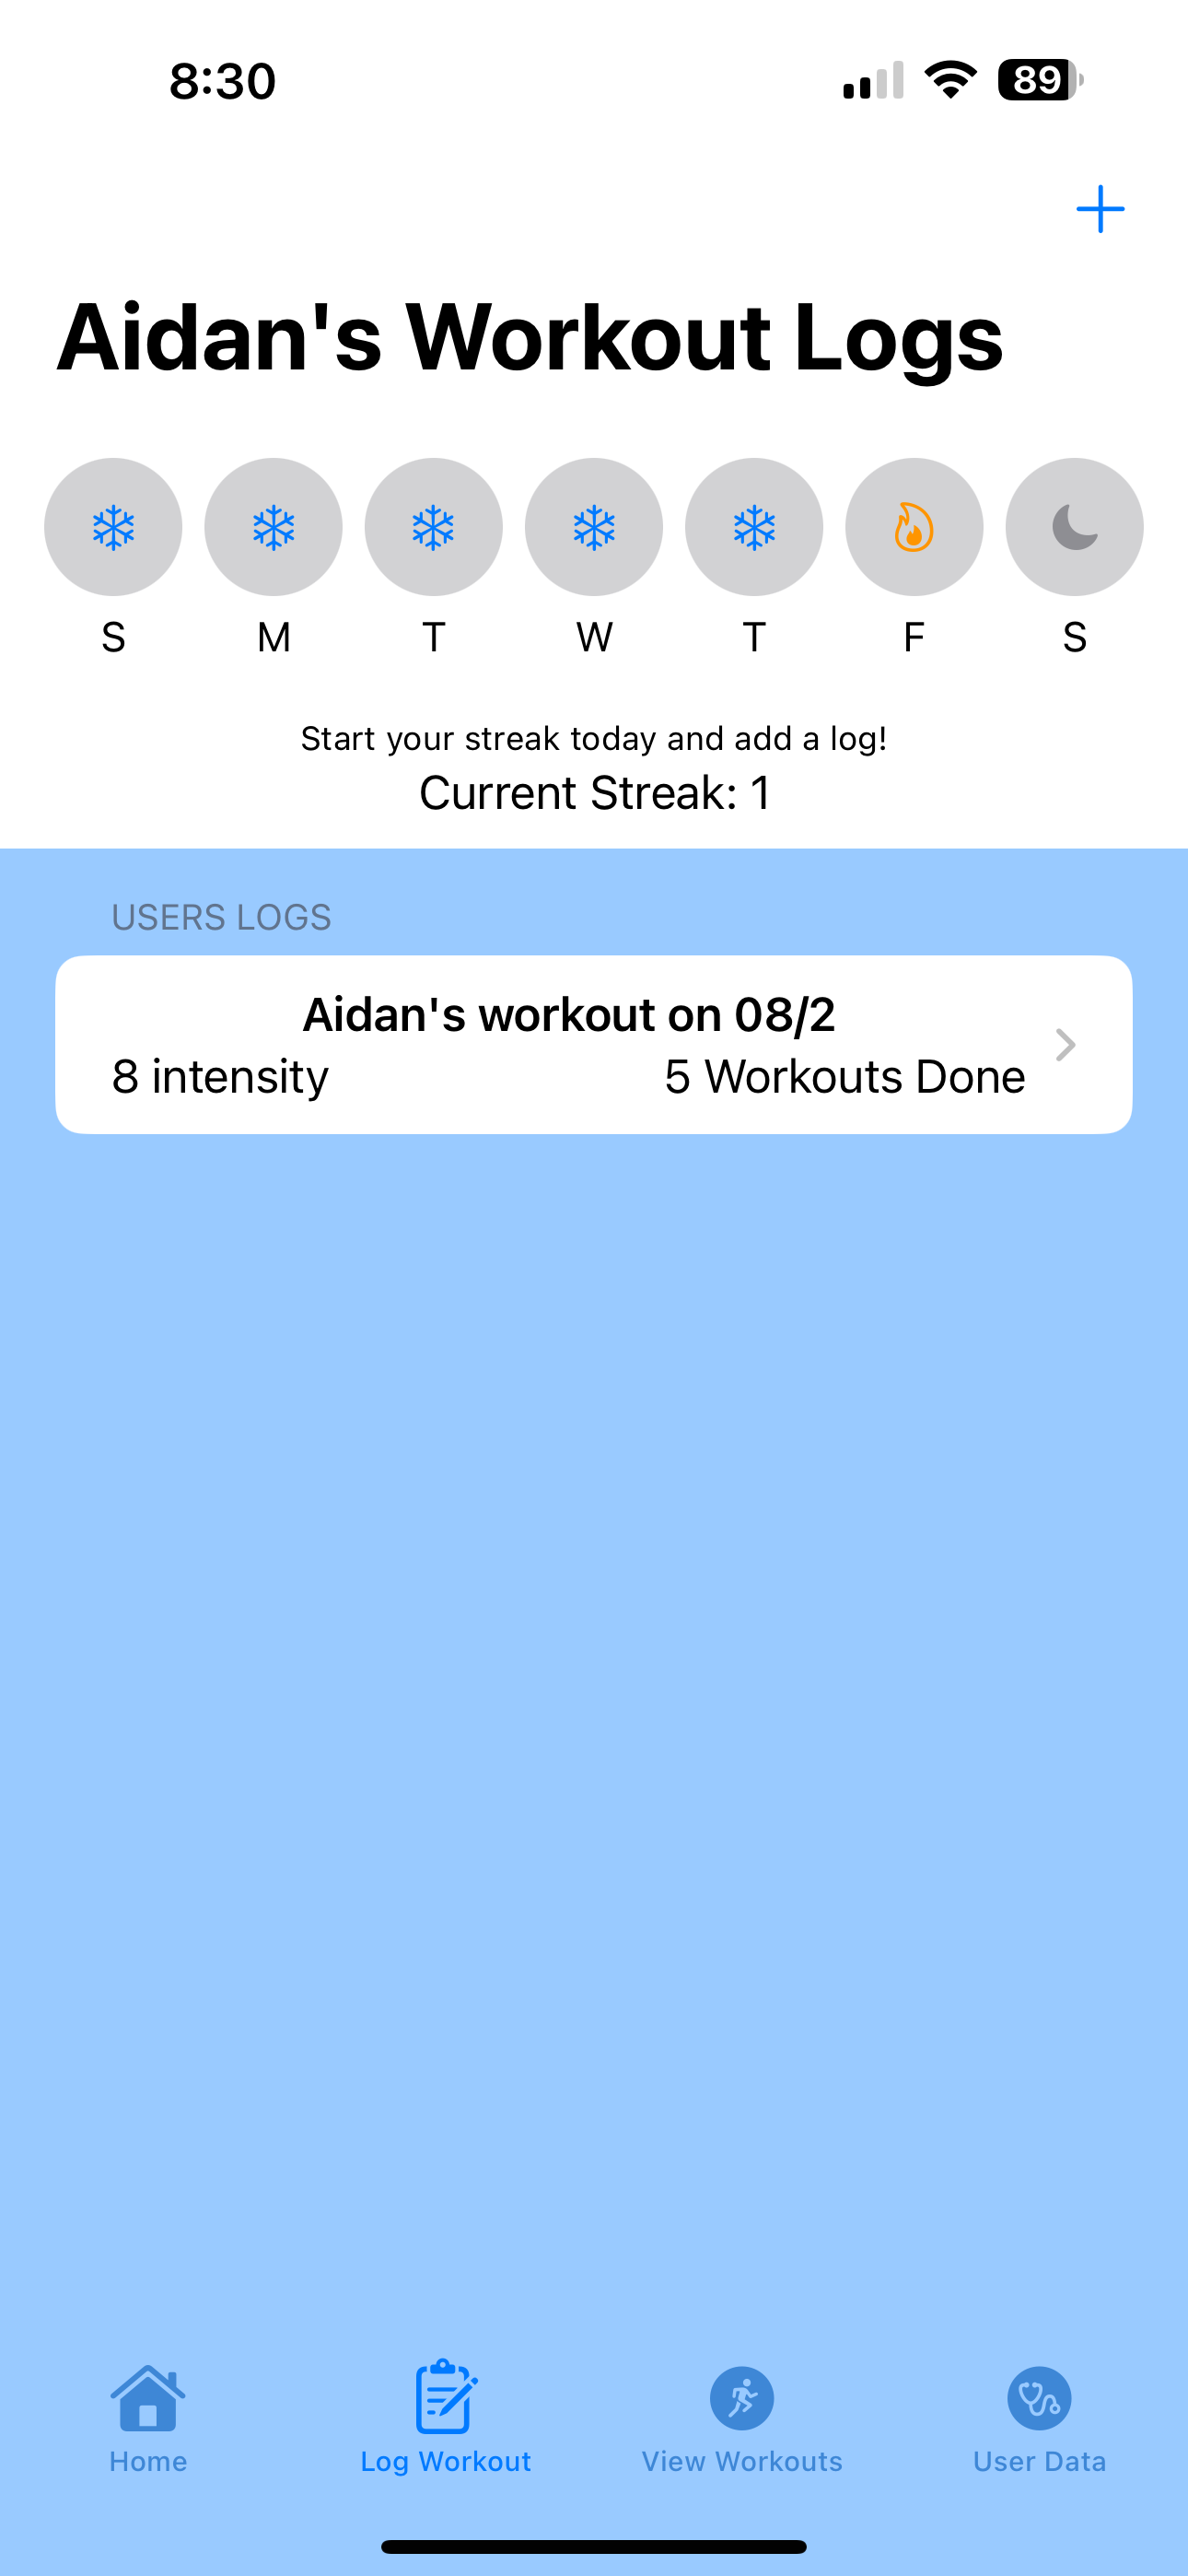 8:30
89
Aidan's Workout Logs
S M T W T F S
Start your streak today and add a log!
Current Streak: 1
USERS LOGS
Aidan's workout on 08/2
8 intensity 5 Workouts Done
Home Log Workout View Workouts User Data